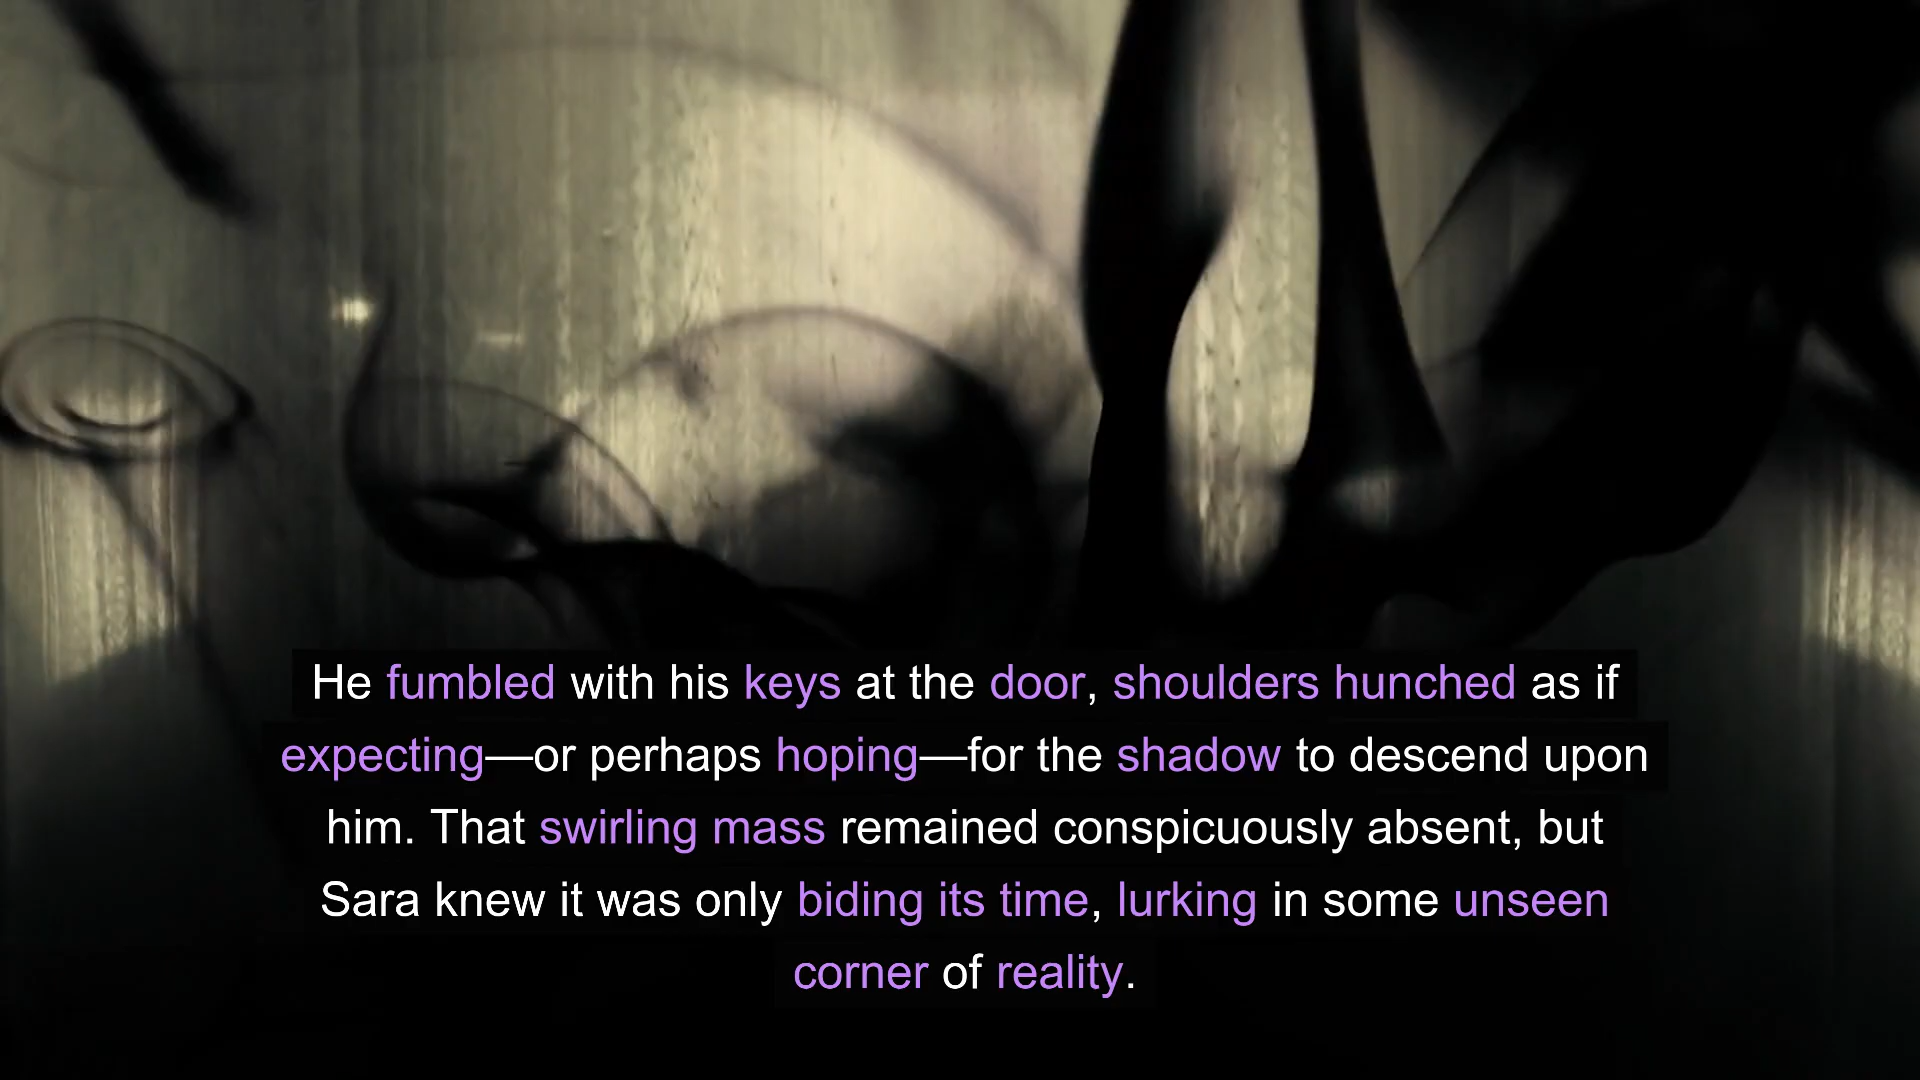 He fumbled with his keys at the door, shoulders hunched as if
expecting—or perhaps hoping—for the shadow to descend upon
him. That swirling mass remained conspicuously absent, but
Sara knew it was only biding its time, lurking in some unseen
corner of reality.